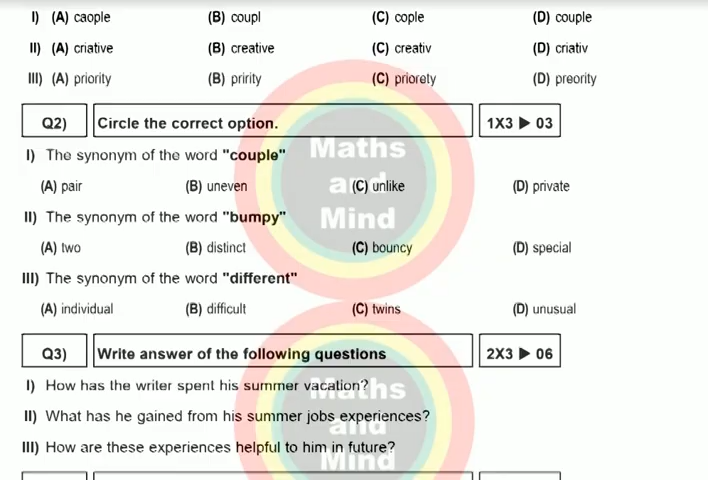 I) (A) caople (B) coupl (C) cople (D) couple
II) (A) criative (B) creative (C) creativ (D) criativ
III) (A) priority (B) pririty (C) priorety (D) preority
Q2) Circle the correct option. 1X3 ▶ 03
I) The synonym of the word "couple"
(A) pair (B) uneven (C) unlike (D) private
II) The synonym of the word "bumpy"
(A) two (B) distinct (C) bouncy (D) special
III) The synonym of the word "different"
(A) individual (B) difficult (C) twins (D) unusual
Q3) Write answer of the following questions 2X3 ▶ 06
I) How has the writer spent his summer vacation?
II) What has he gained from his summer jobs experiences?
III) How are these experiences helpful to him in future?
Maths
and
Mind
Maths
and
Mind